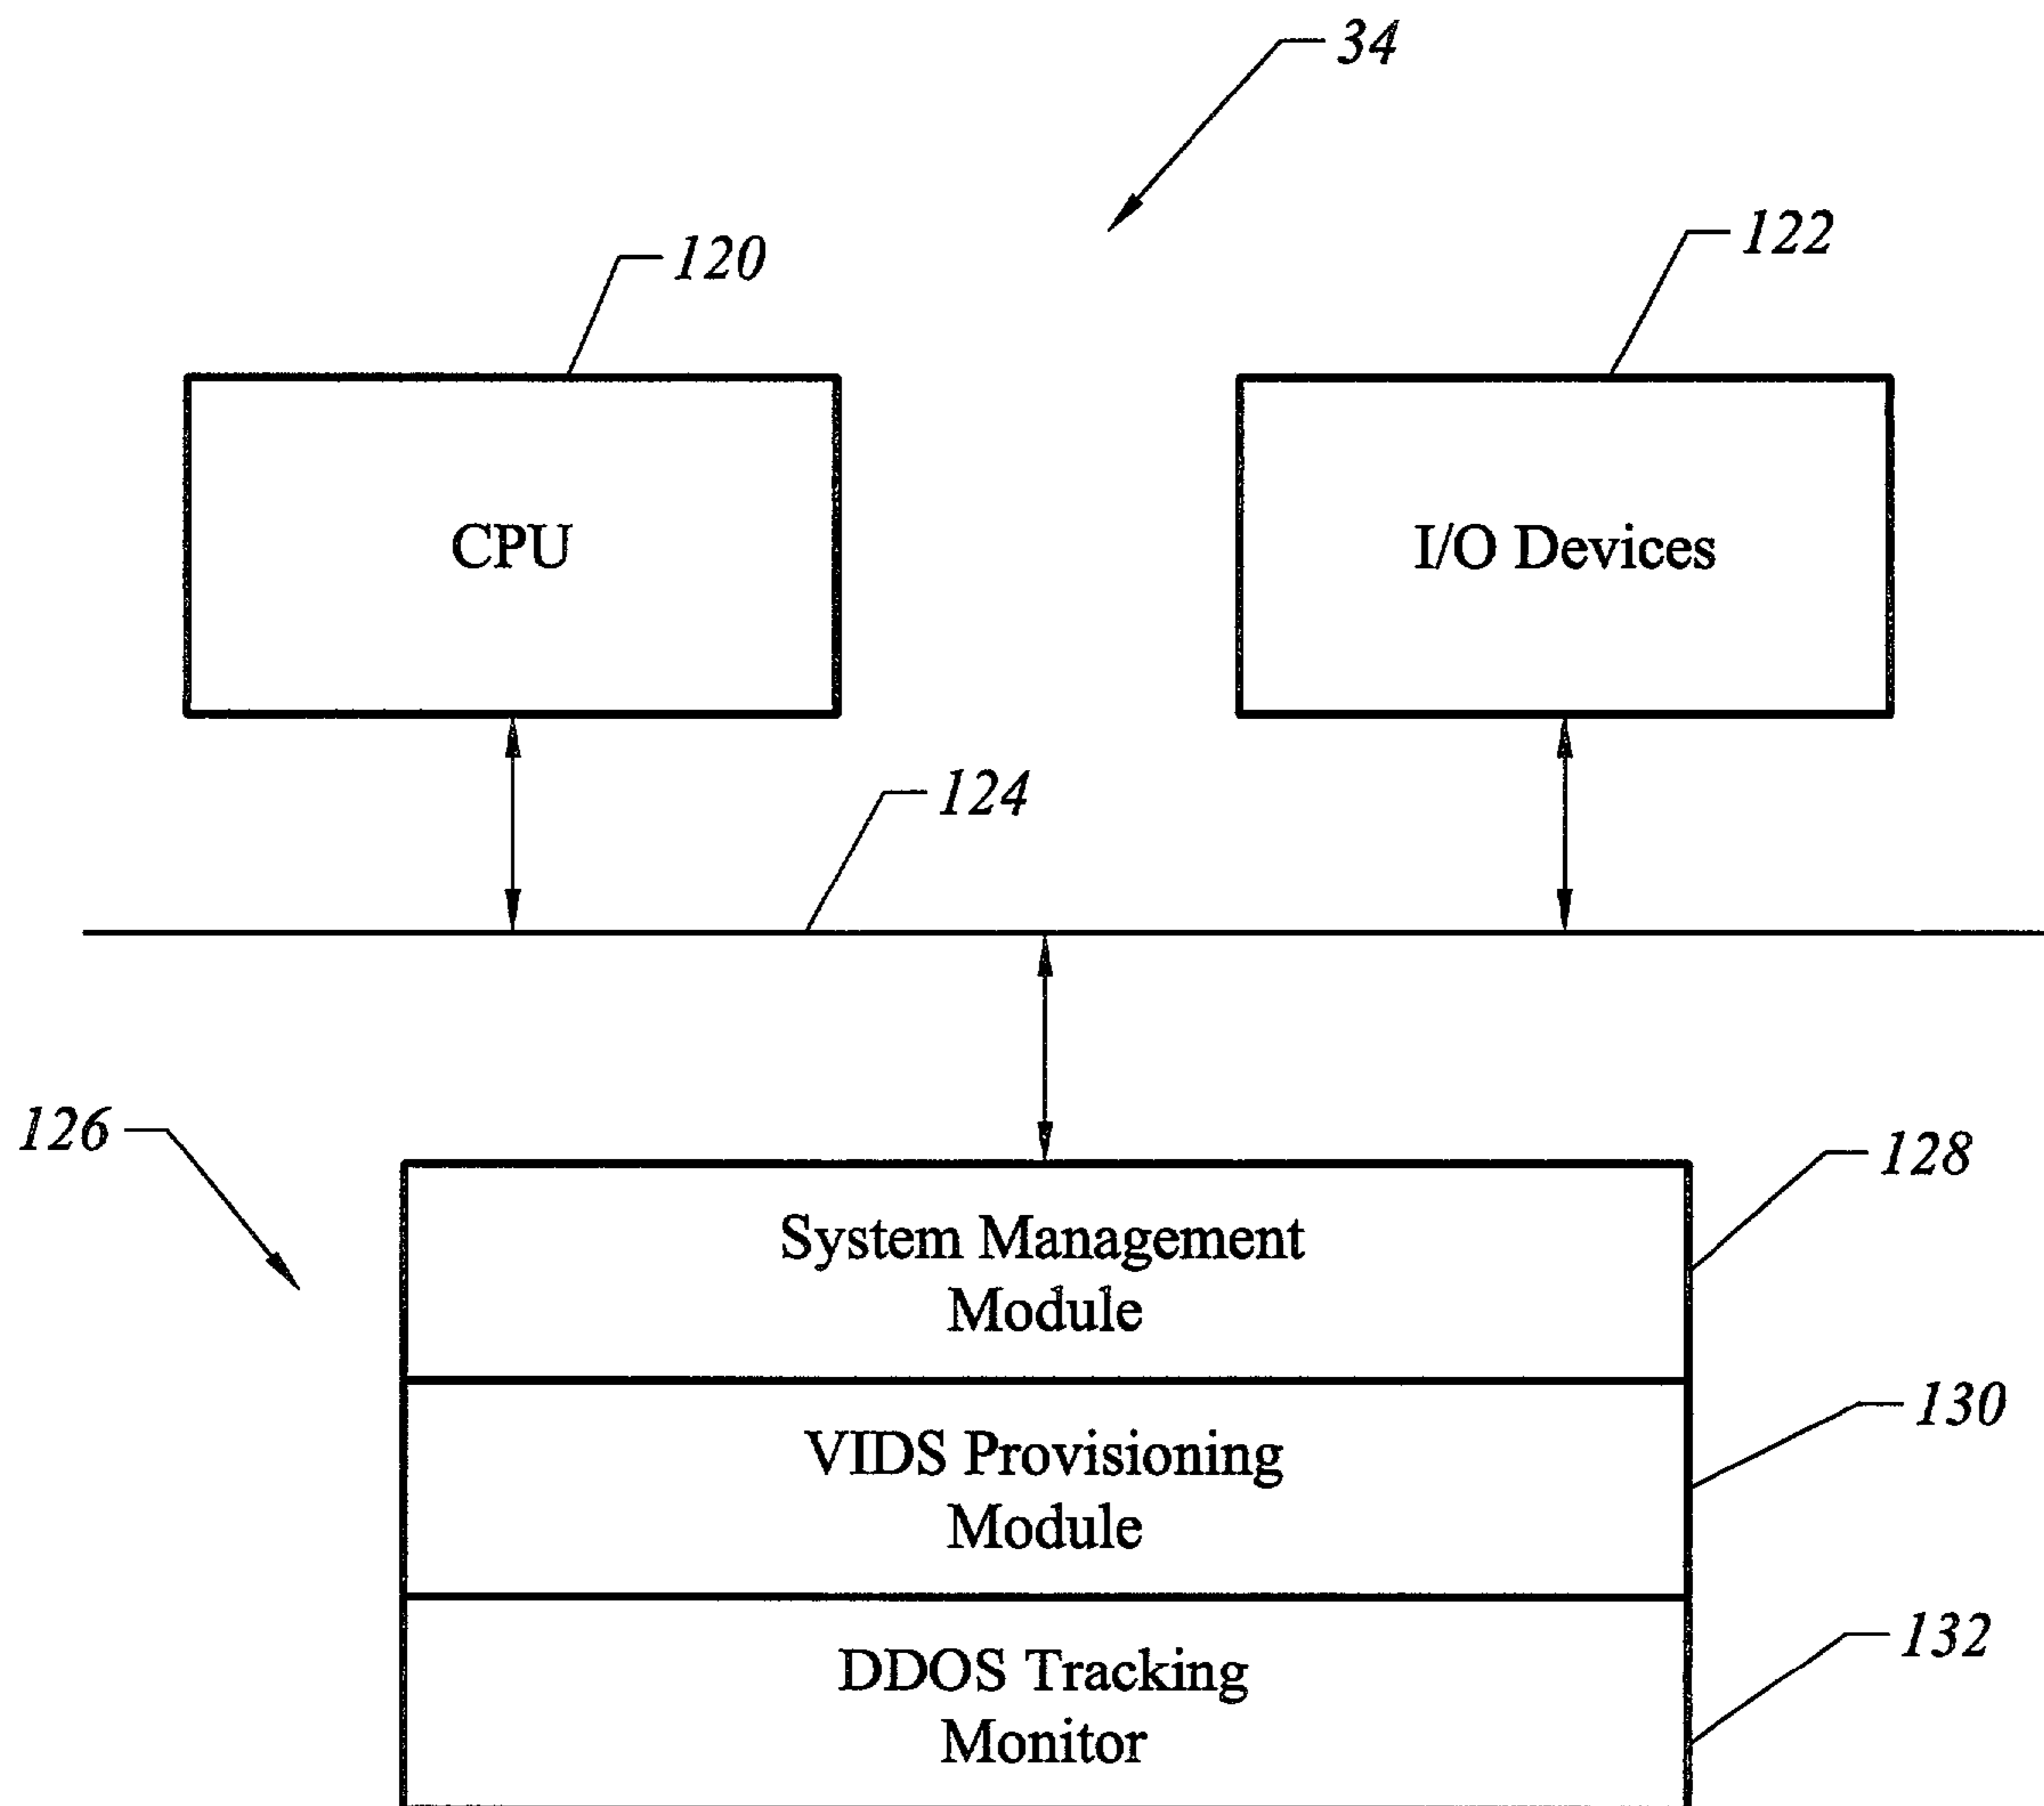 34
120
122
CPU
I/O Devices
124
126
System Management
Module
128
VIDS Provisioning
Module
130
DDOS Tracking
Monitor
132